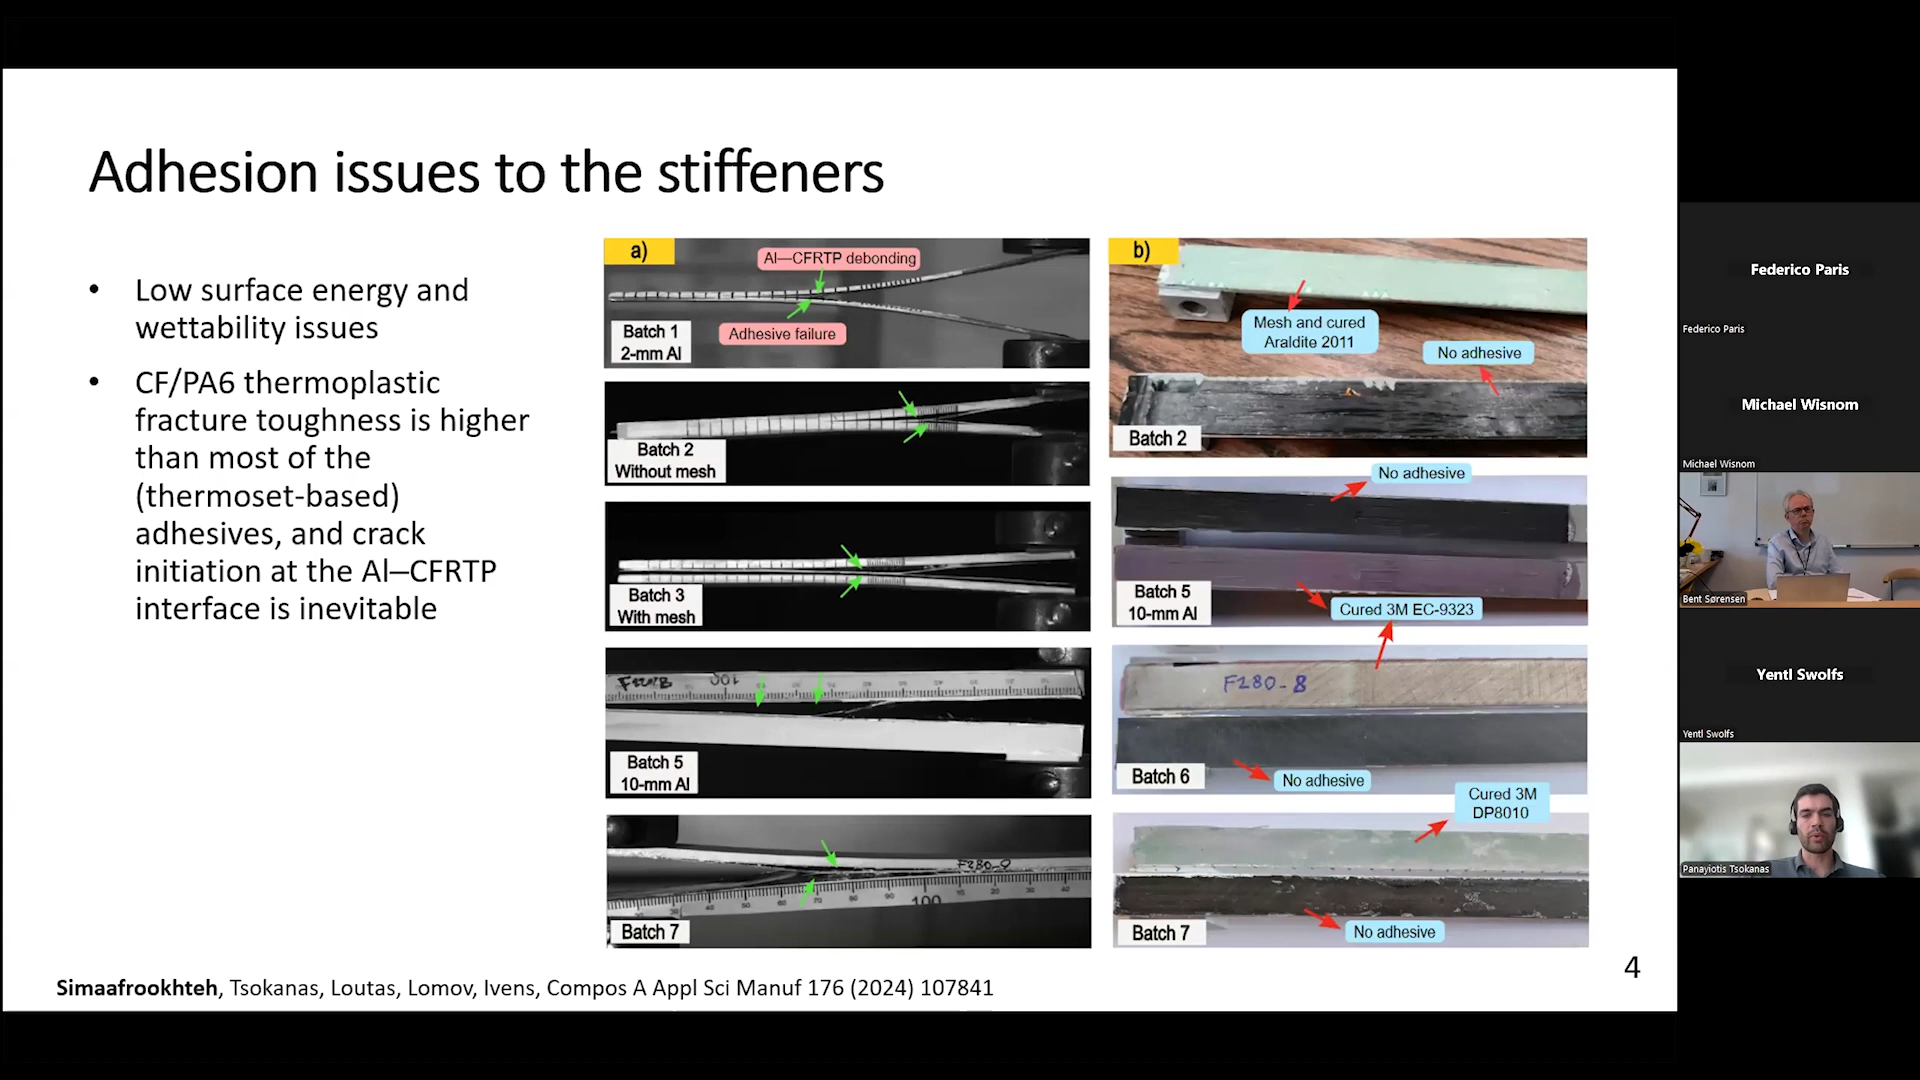 Adhesion issues to the stiffeners
• Low surface energy and
wettability issues
• CF/PA6 thermoplastic
fracture toughness is higher
than most of the
(thermoset-based)
adhesives, and crack
initiation at the Al–CFRTP
interface is inevitable
a)
Al—CFRTP debonding
Adhesive failure
Batch 1
2-mm Al
Batch 2
Without mesh
Batch 3
With mesh
Batch 5
10-mm Al
F280-Q
100
Batch 7
b)
Mesh and cured
Araldite 2011
No adhesive
Batch 2
No adhesive
Batch 5
10-mm Al
Cured 3M EC-9323
F280-8
Batch 6
No adhesive
Cured 3M
DP8010
Batch 7
No adhesive
Simaafrookhteh, Tsokanas, Loutas, Lomov, Ivens, Compos A Appl Sci Manuf 176 (2024) 107841
4
Federico Paris
Federico Paris
Michael Wisnom
Michael Wisnom
Bent Sørensen
Yentl Swolfs
Yentl Swolfs
Panayiotis Tsokanas